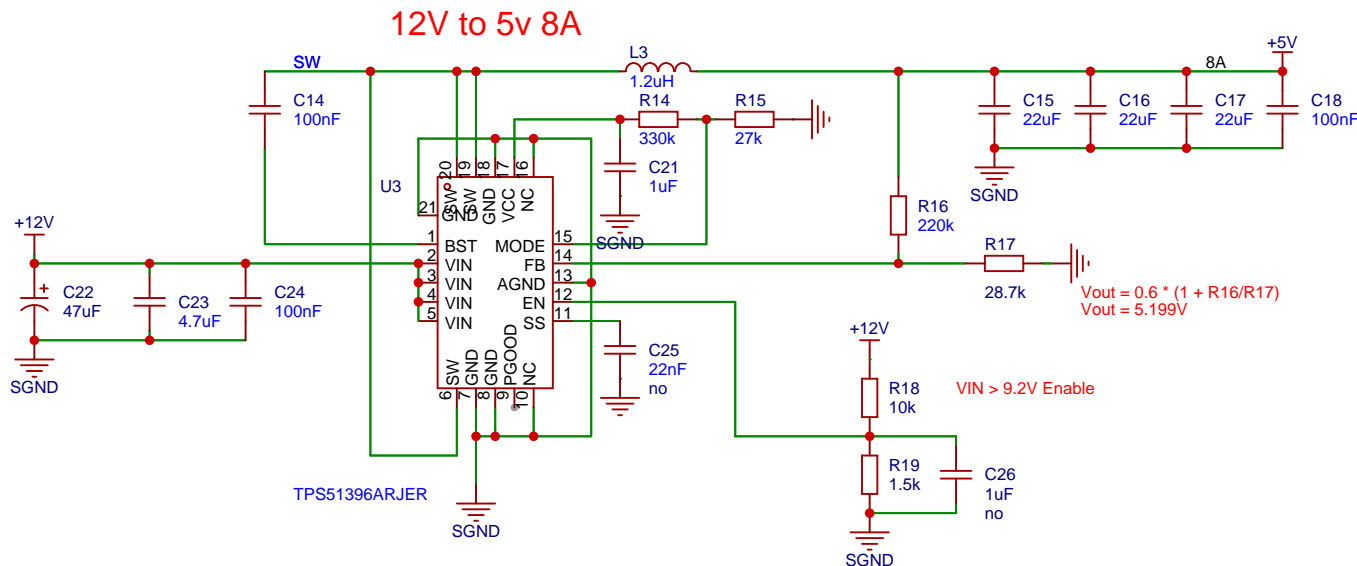 12V to 5v 8A
SW
L3
1.2uH
8A
+5V
C14
100nF
R14
330k
R15
27k
C15
22uF
C16
22uF
C17
22uF
C18
100nF
C21
1uF
SGND
SGND
U3
20
19
18
17
16
SW
SW
GND
VCC
NC
21
GND
1
BST
MODE
15
2
VIN
FB
14
3
VIN
AGND
13
4
VIN
EN
12
5
VIN
SS
11
SW
GND
GND
PGOOD
NC
6
7
8
9
10
R16
220k
R17
28.7k
Vout = 0.6 * (1 + R16/R17)
Vout = 5.199V
+12V
C22
47uF
C23
4.7uF
C24
100nF
SGND
C25
22nF
no
+12V
R18
10k
VIN > 9.2V Enable
R19
1.5k
C26
1uF
no
SGND
TPS51396ARJER
SGND